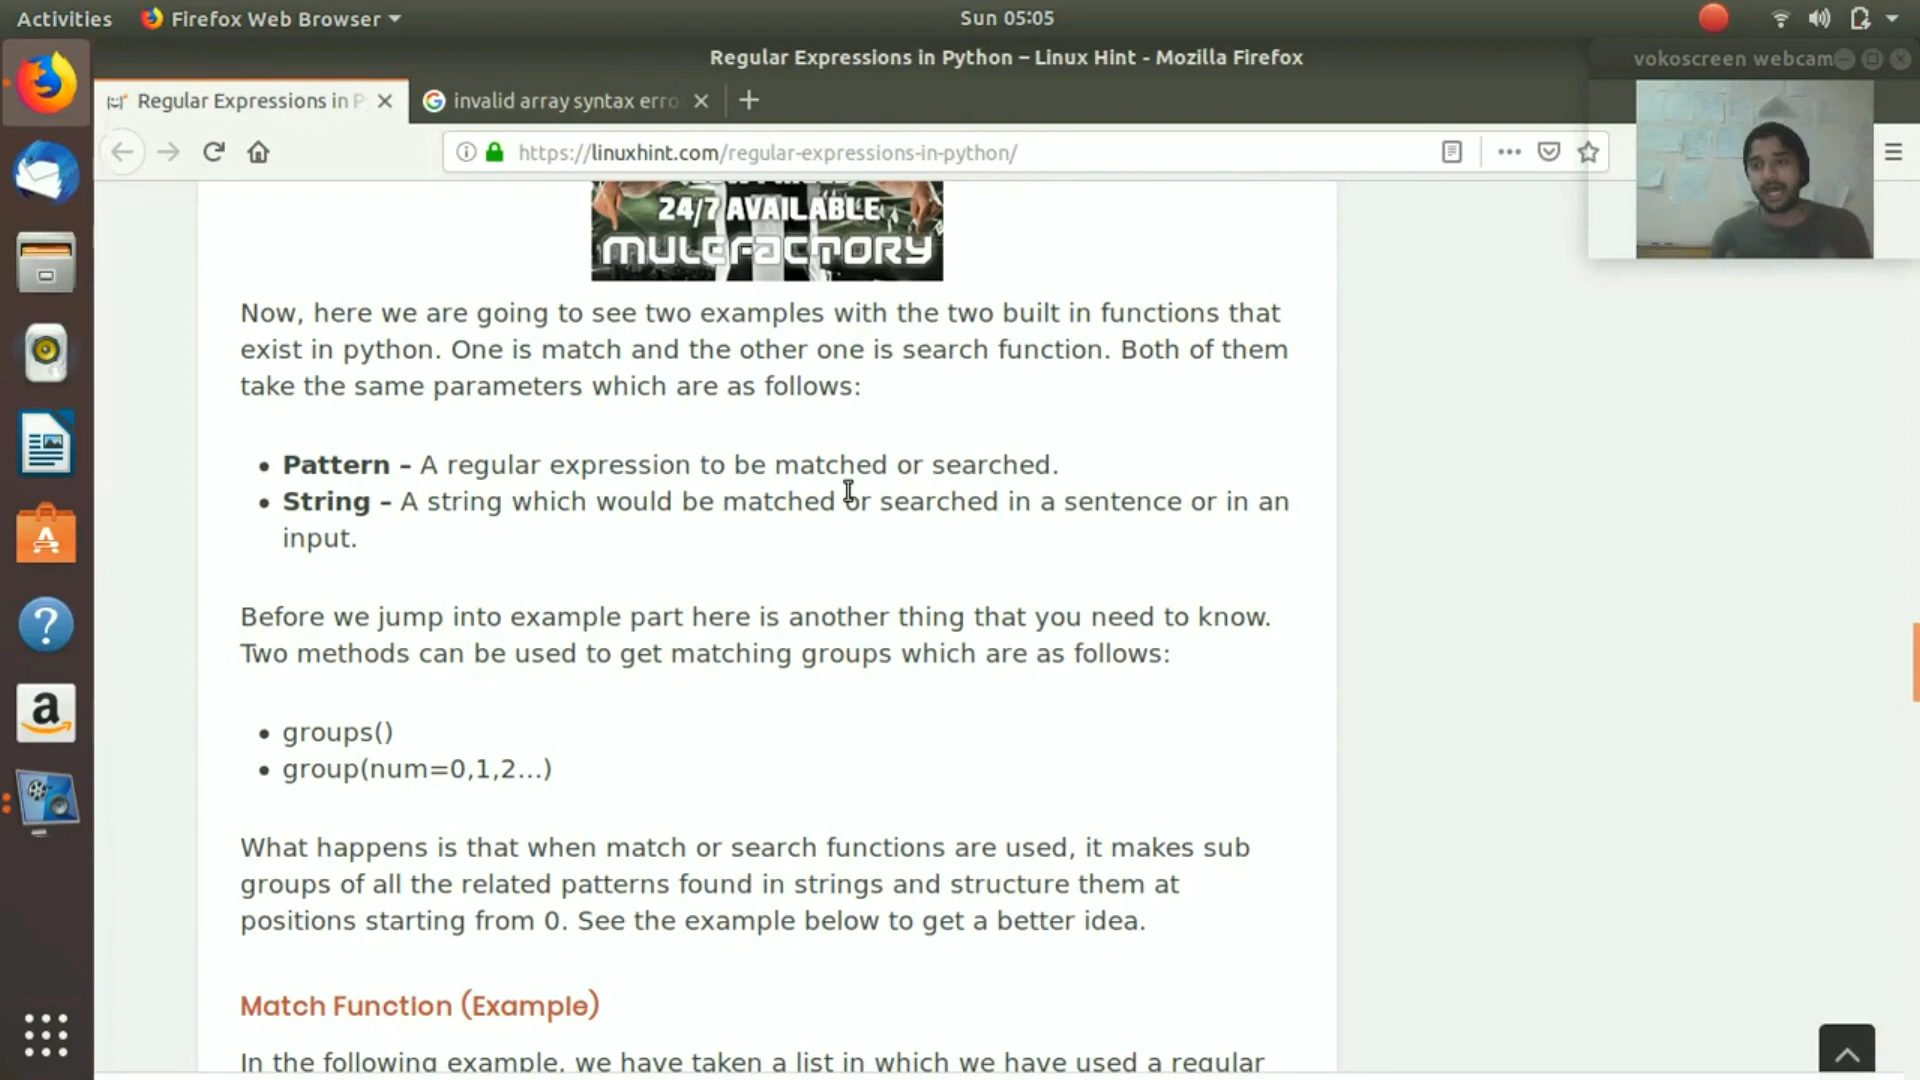 Activities
Firefox Web Browser
Sun 05:05
Regular Expressions in Python – Linux Hint - Mozilla Firefox
vokoscreen webcam
Regular Expressions in P
invalid array syntax erro
https://linuxhint.com/regular-expressions-in-python/
24/7 AVAILABLE
MULEFACTORY
Now, here we are going to see two examples with the two built in functions that
exist in python. One is match and the other one is search function. Both of them
take the same parameters which are as follows:
• Pattern – A regular expression to be matched or searched.
• String – A string which would be matched or searched in a sentence or in an
input.
Before we jump into example part here is another thing that you need to know.
Two methods can be used to get matching groups which are as follows:
• groups()
• group(num=0,1,2…)
What happens is that when match or search functions are used, it makes sub
groups of all the related patterns found in strings and structure them at
positions starting from 0. See the example below to get a better idea.
Match Function (Example)
In the following example, we have taken a list in which we have used a regular